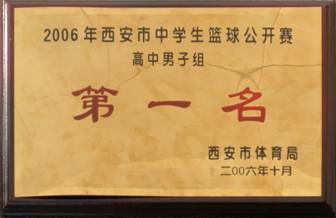 2006年西安市中学生篮球公开赛
高中男子组
第一名
西安市体育局
二00六年十月